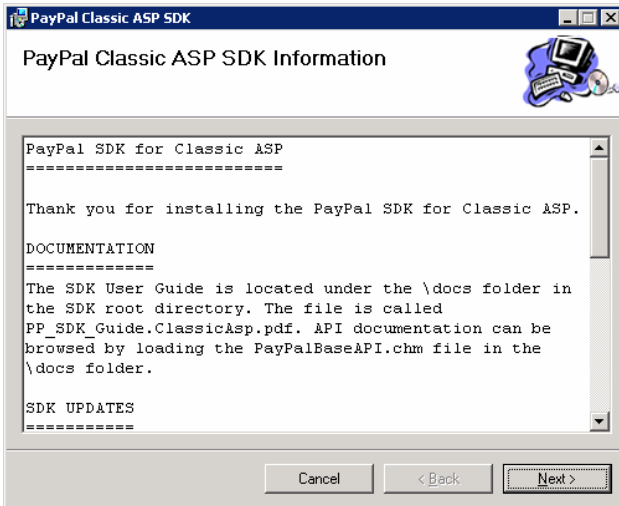 PayPal Classic ASP SDK
PayPal Classic ASP SDK Information
PayPal SDK for Classic ASP
==========================
Thank you for installing the PayPal SDK for Classic ASP.
DOCUMENTATION
=============
The SDK User Guide is located under the \docs folder in
the SDK root directory. The file is called
PP_SDK_Guide.ClassicAsp.pdf. API documentation can be
browsed by loading the PayPalBaseAPI.chm file in the
\docs folder.
SDK UPDATES
===========
Cancel
< Back
Next >